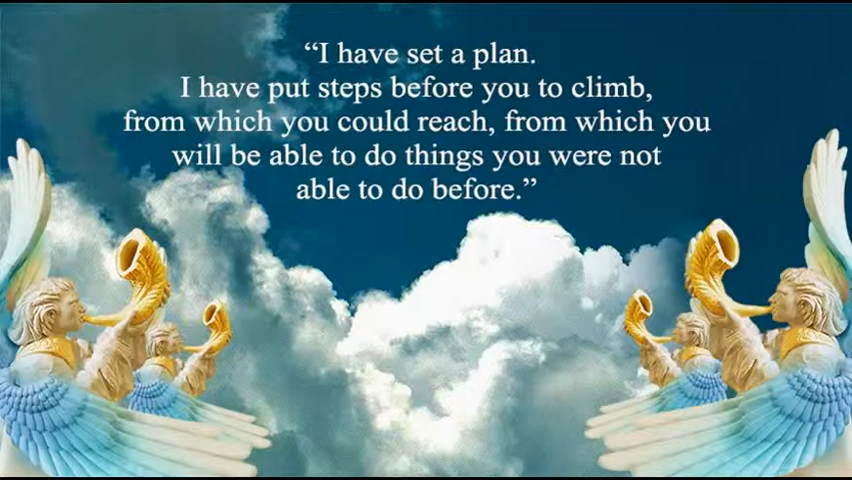 “I have set a plan.
I have put steps before you to climb,
from which you could reach, from which you
will be able to do things you were not
able to do before.”